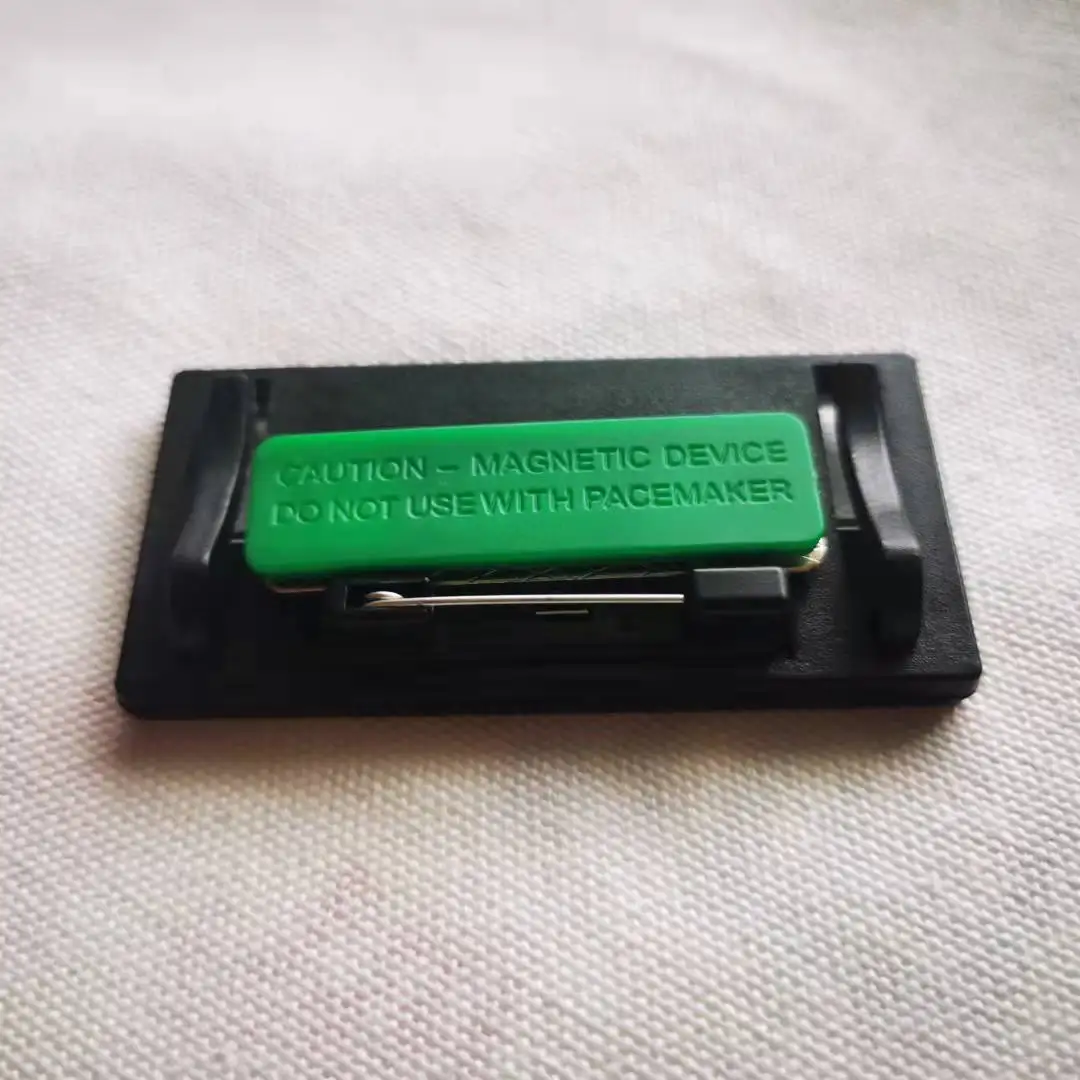 CAUTION – MAGNETIC DEVICE
DO NOT USE WITH PACEMAKER